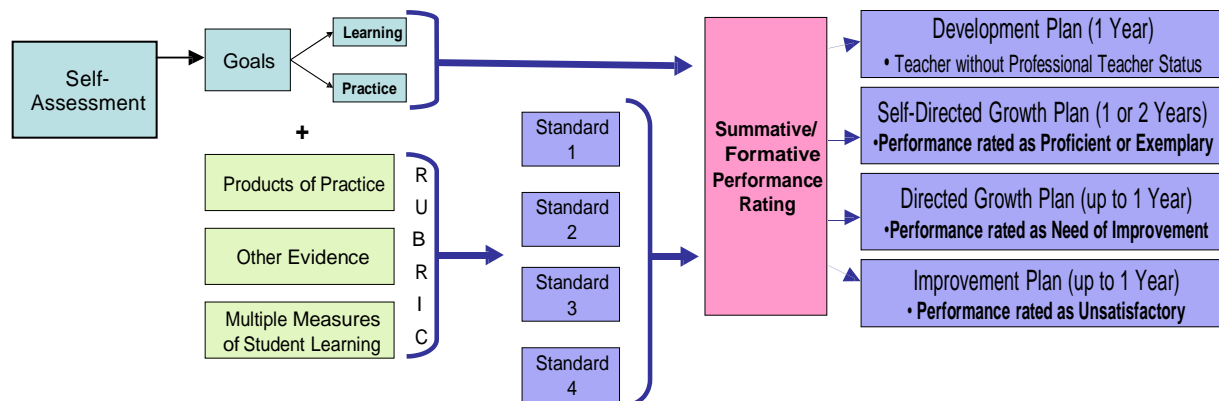 Self-
Assessment
Goals
Learning
Practice
+
Products of Practice
Other Evidence
Multiple Measures
of Student Learning
R
U
B
R
I
C
Standard
1
Standard
2
Standard
3
Standard
4
Summative/
Formative
Performance
Rating
Development Plan (1 Year)
• Teacher without Professional Teacher Status
Self-Directed Growth Plan (1 or 2 Years)
•Performance rated as Proficient or Exemplary
Directed Growth Plan (up to 1 Year)
•Performance rated as Need of Improvement
Improvement Plan (up to 1 Year)
• Performance rated as Unsatisfactory